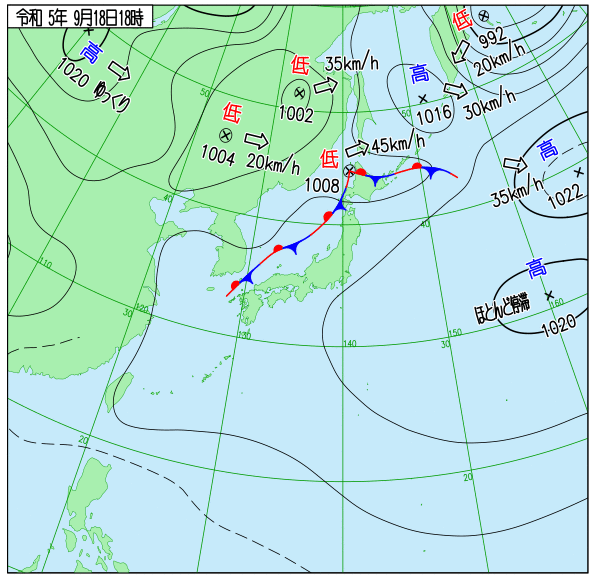 令和 5年 9月18日18時
低
992
20km/h
高
1020 ゆっくり
低
35km/h
1002
高
1016
30km/h
50
50
低
1004 20km/h
低
45km/h
1008
高
35km/h
1022
40
40
110
高
ほとんど停滞
1020
160
30
120
130
140
30
150
20
20